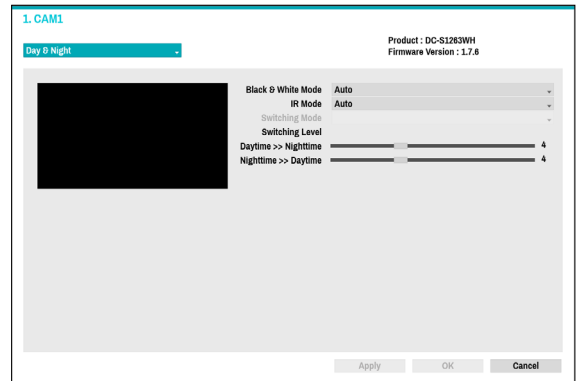 1. CAM1
Day & Night
Product : DC-S1263WH
Firmware Version : 1.7.6
Black & White Mode Auto
IR Mode Auto
Switching Mode
Switching Level
Daytime >> Nighttime 4
Nighttime >> Daytime 4
Apply OK Cancel